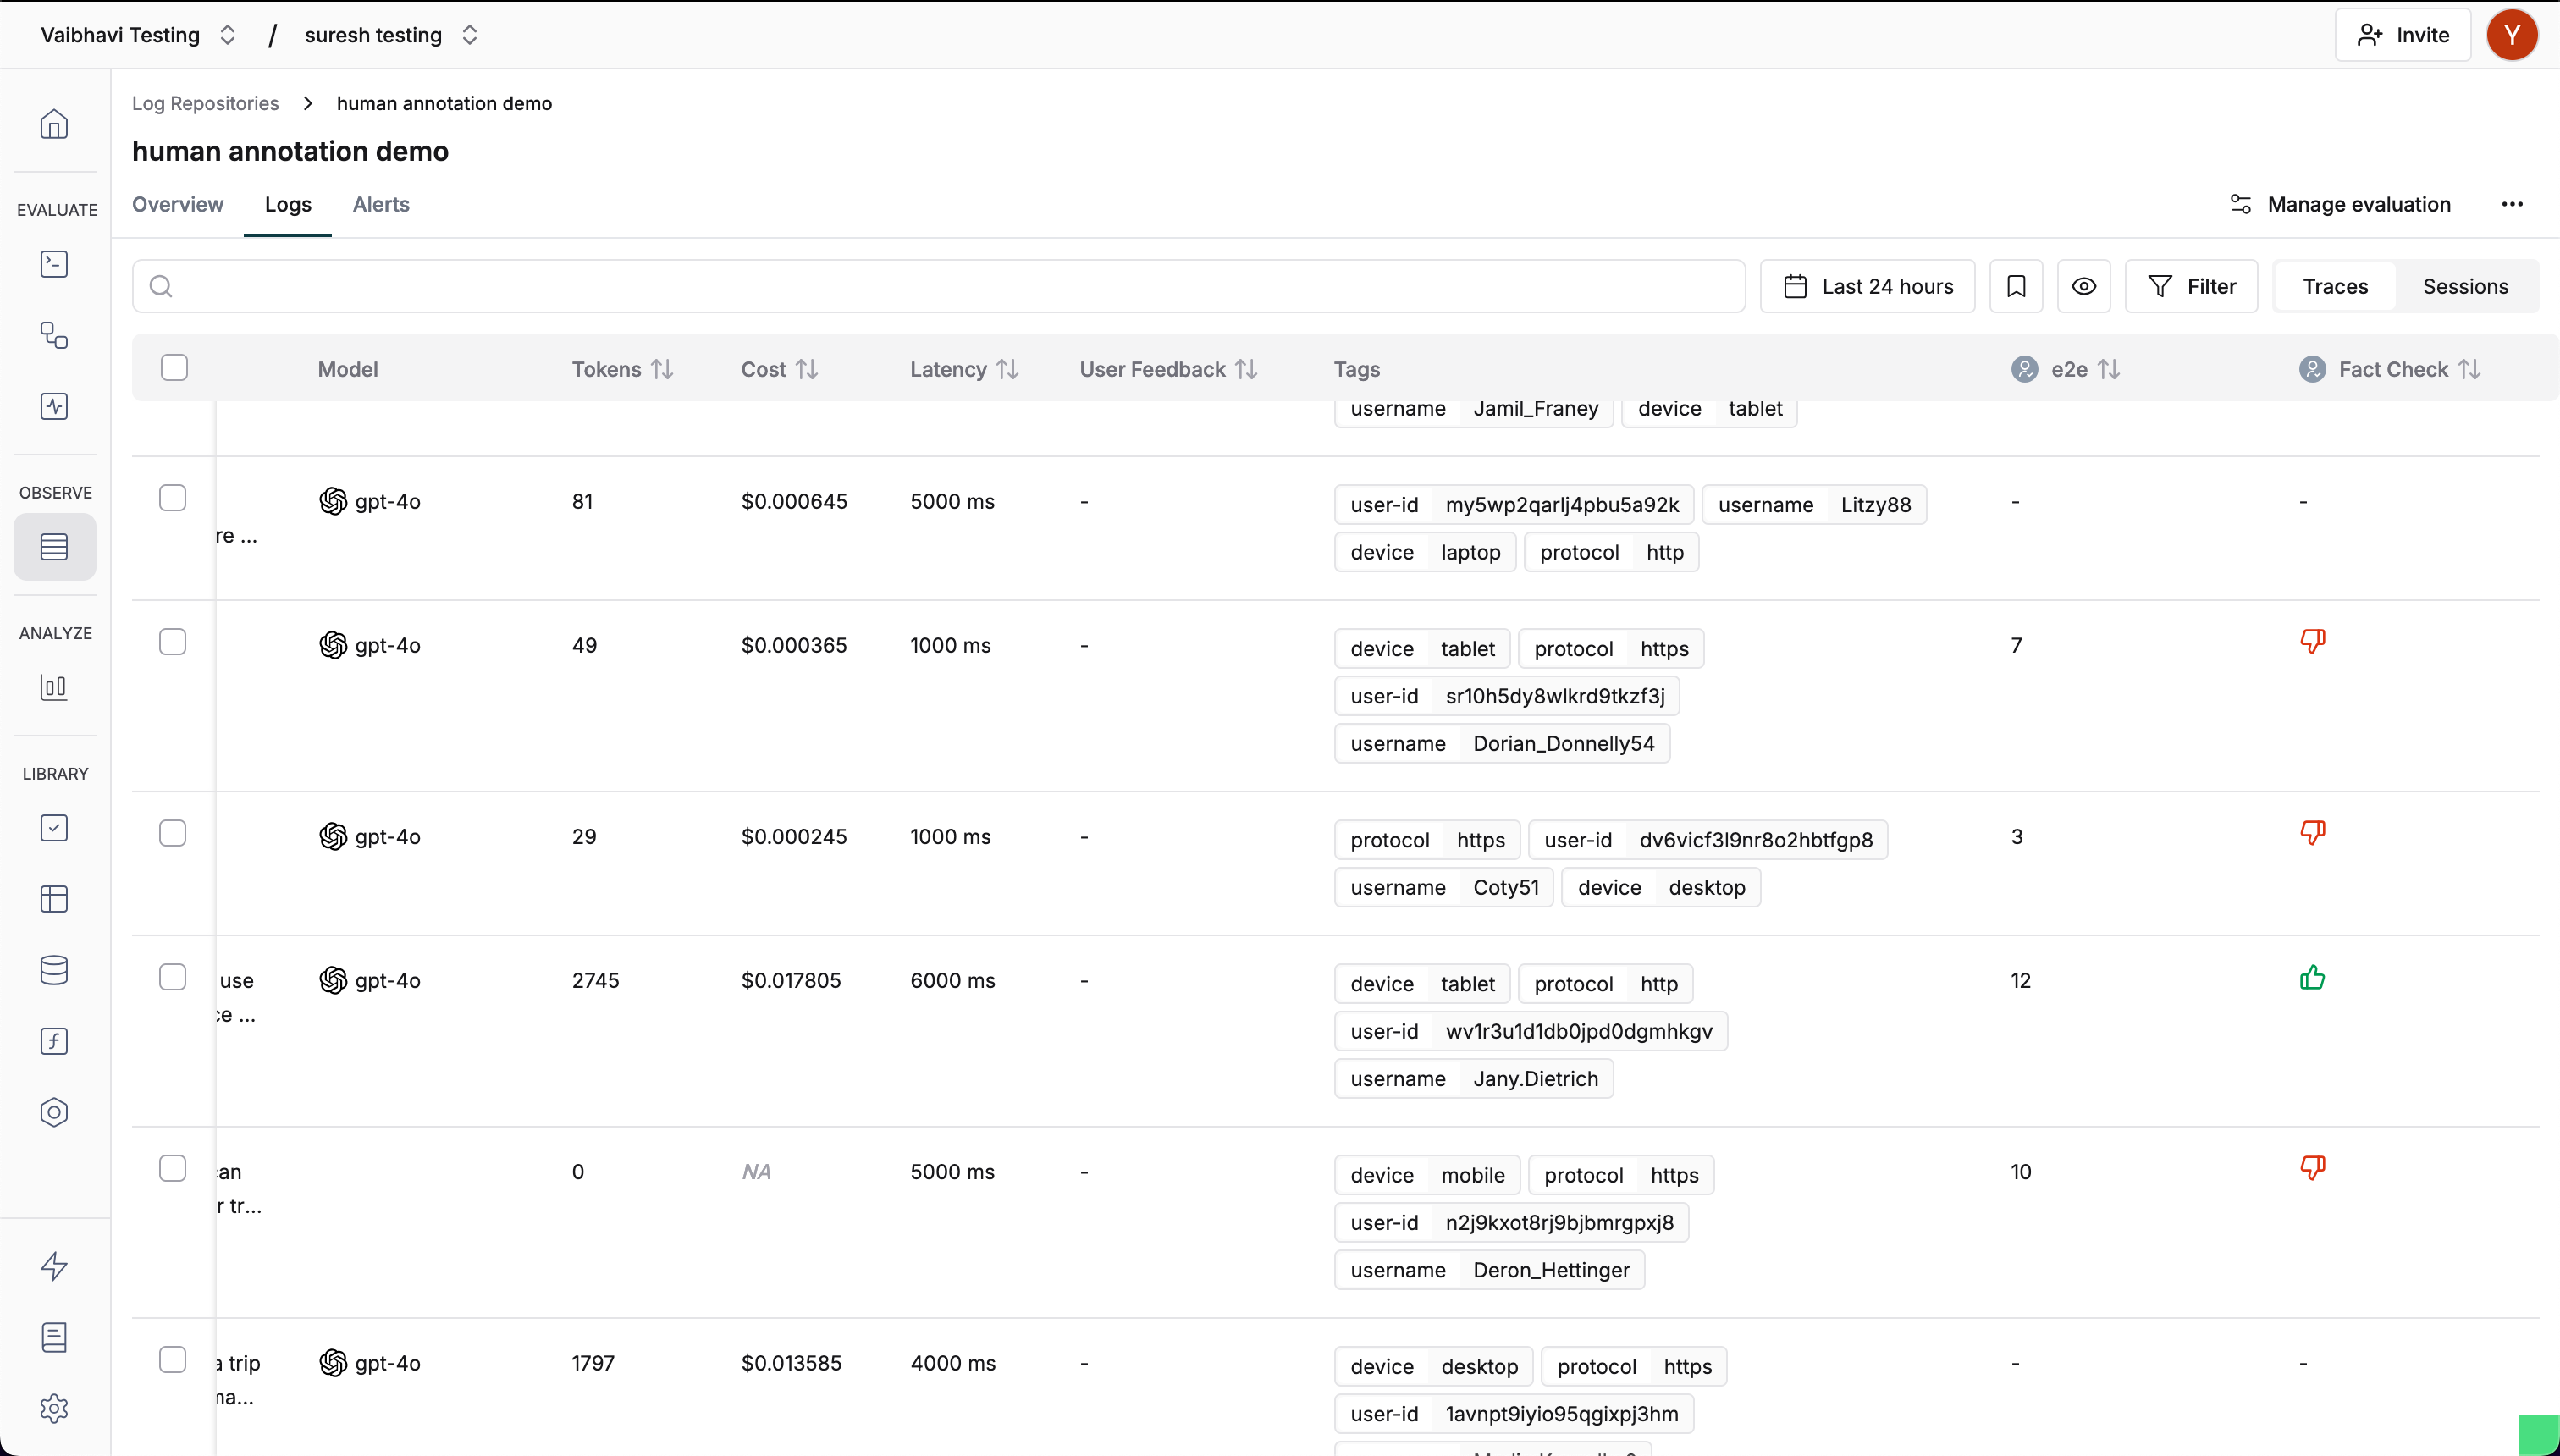 Vaibhavi Testing / suresh testing Invite Y
Log Repositories > human annotation demo
human annotation demo
Overview Logs Alerts Manage evaluation ...
EVALUATE
OBSERVE
ANALYZE
LIBRARY
Last 24 hours Filter Traces Sessions
Model Tokens Cost Latency User Feedback Tags e2e Fact Check
username Jamil_Franey device tablet
gpt-4o 81 $0.000645 5000 ms - user-id my5wp2qarlj4pbu5a92k username Litzy88 - -
re ...
device laptop protocol http
gpt-4o 49 $0.000365 1000 ms - device tablet protocol https 7
user-id sr10h5dy8wlkrd9tkzf3j
username Dorian_Donnelly54
gpt-4o 29 $0.000245 1000 ms - protocol https user-id dv6vicf3l9nr8o2hbtfgp8 3
username Coty51 device desktop
use gpt-4o 2745 $0.017805 6000 ms - device tablet protocol http 12
ce ...
user-id wv1r3u1d1db0jpd0dgmhkgv
username Jany.Dietrich
an 0 NA 5000 ms - device mobile protocol https 10
r tr...
user-id n2j9kxot8rj9bjbmrgpxj8
username Deron_Hettinger
a trip gpt-4o 1797 $0.013585 4000 ms - device desktop protocol https - -
na...
user-id 1avnpt9iyio95qgixpj3hm